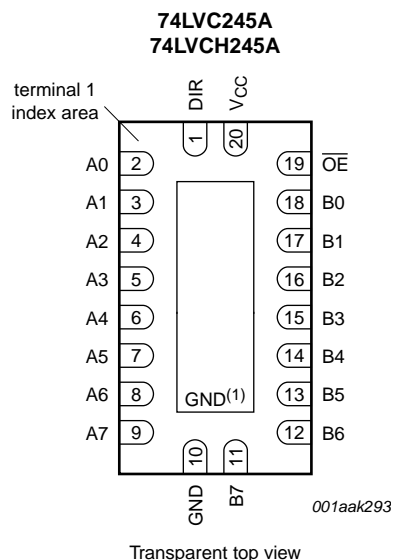 74LVC245A
74LVCH245A
terminal 1
index area
DIR
VCC
1
20
A0 2 19 OE
A1 3 18 B0
A2 4 17 B1
A3 5 16 B2
A4 6 15 B3
A5 7 14 B4
A6 8 GND(1) 13 B5
A7 9 12 B6
10
11
GND
B7
001aak293
Transparent top view